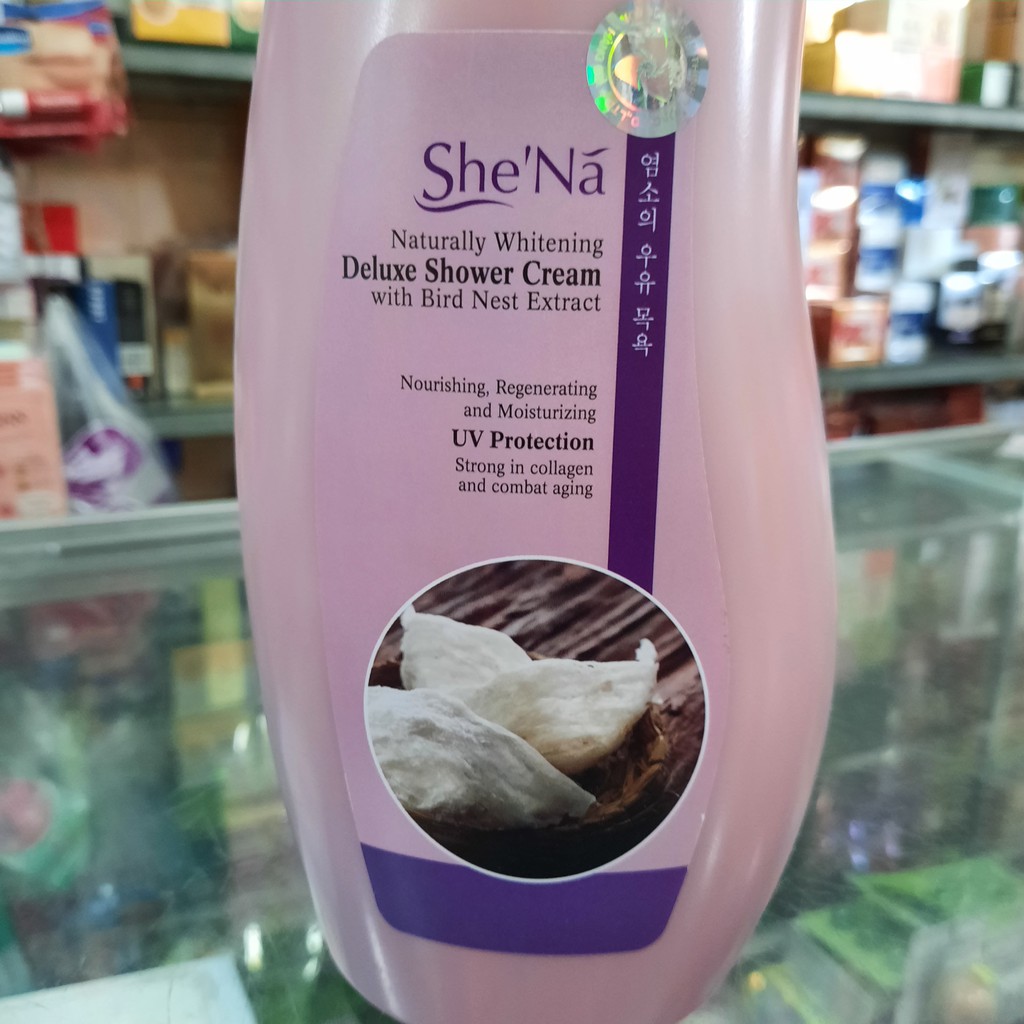 She'Ná
Naturally Whitening
Deluxe Shower Cream
with Bird Nest Extract
Nourishing, Regenerating
and Moisturizing
UV Protection
Strong in collagen
and combat aging
염소의 우유 목욕